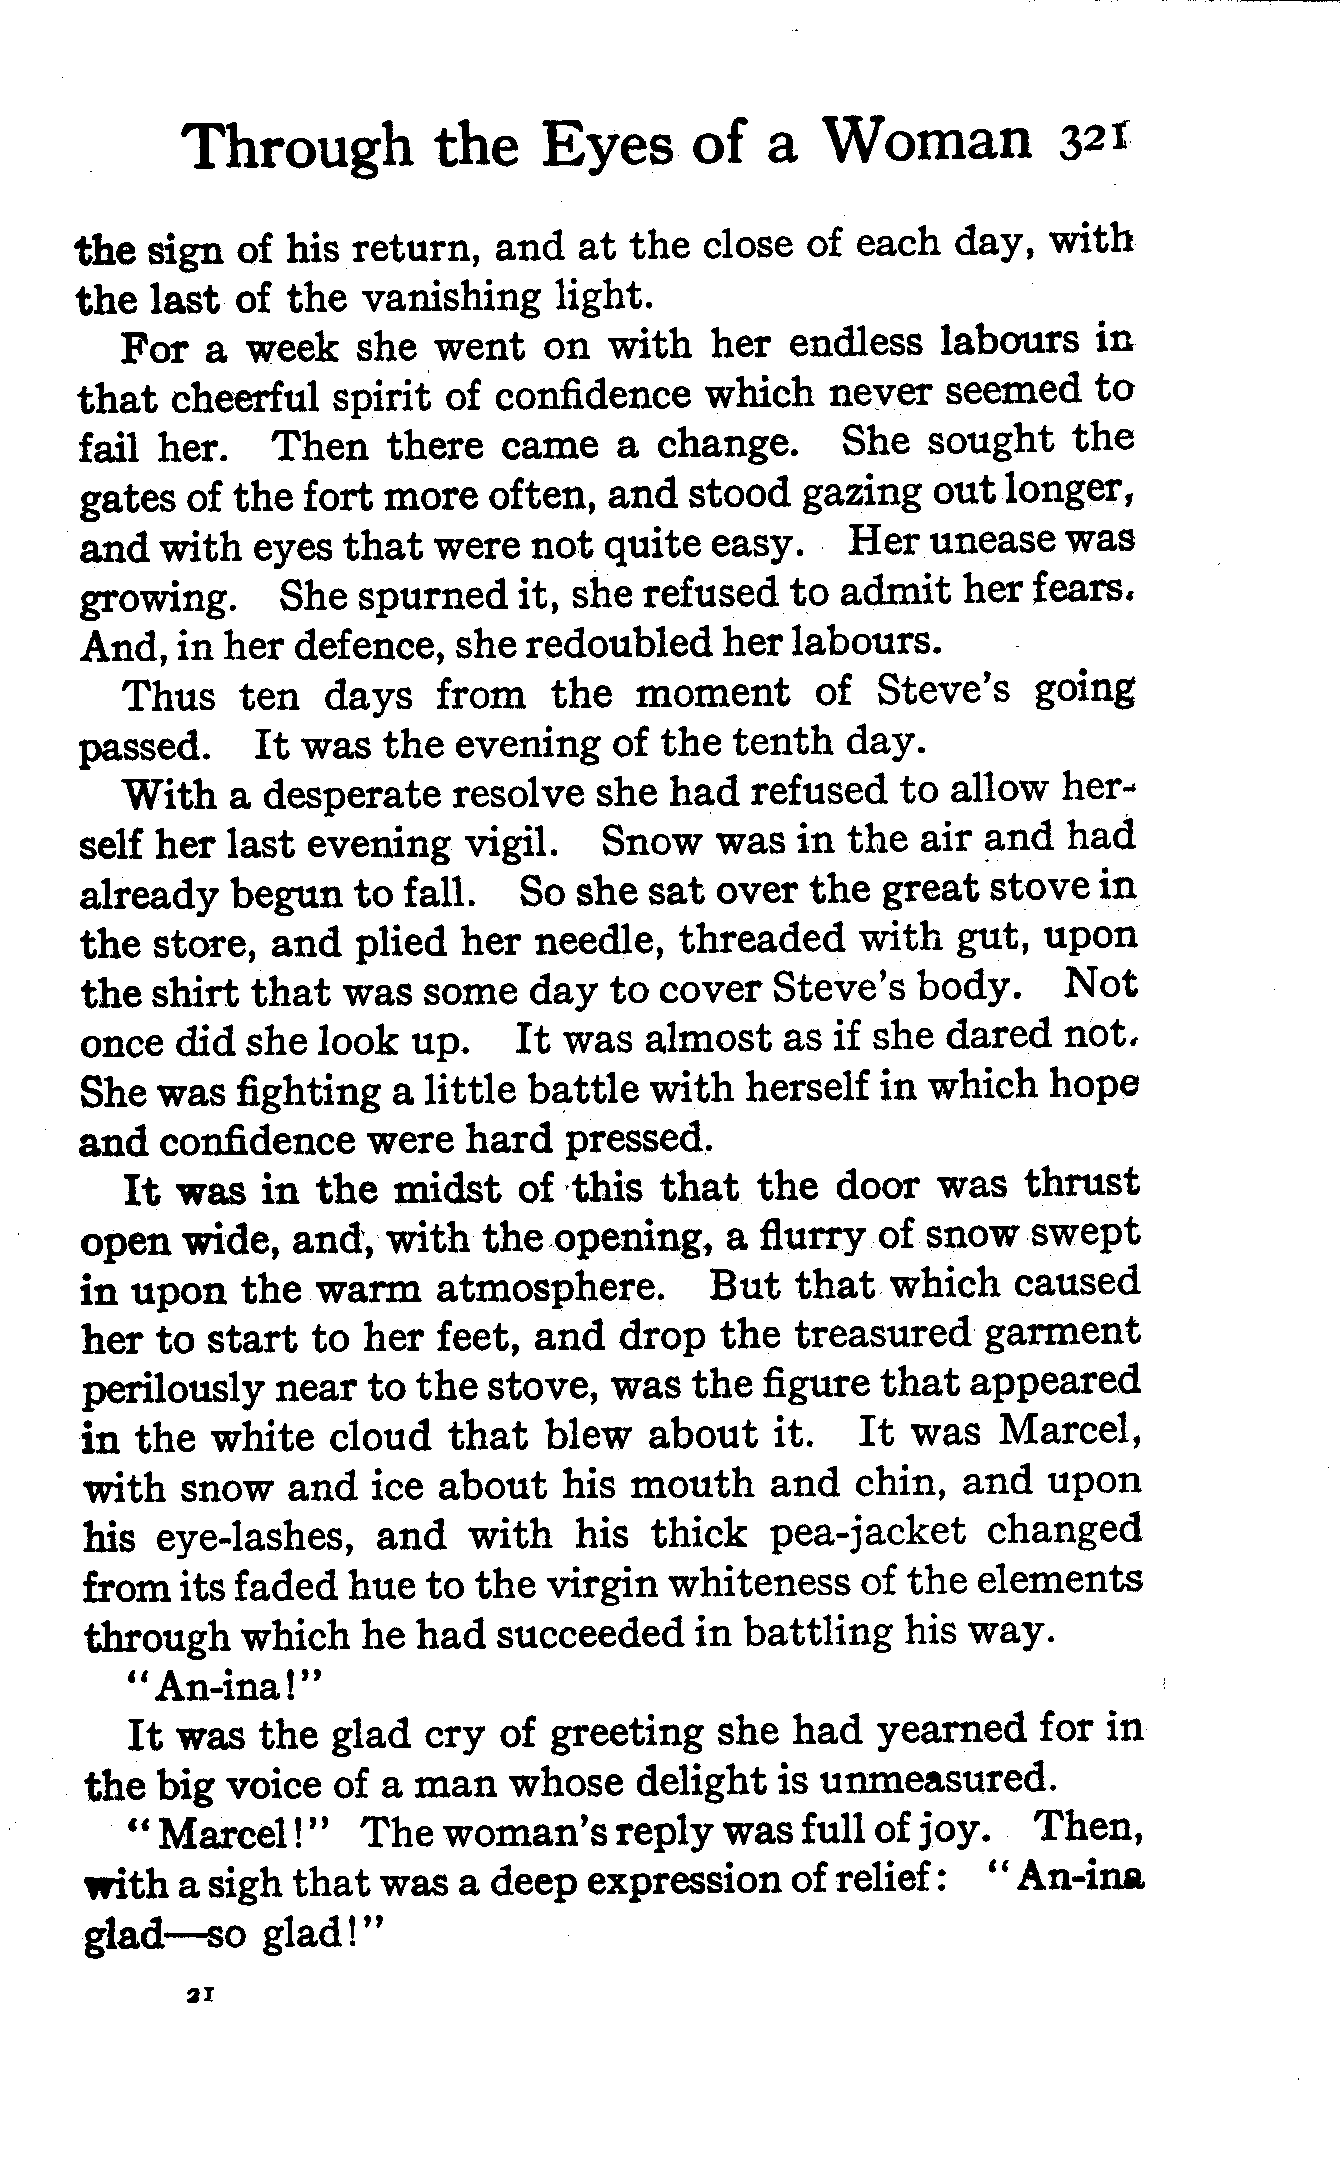 Through the Eyes of a Woman 321
the sign of his return, and at the close of each day, with
the last of the vanishing light.
For a week she went on with her endless labours in
that cheerful spirit of confidence which never seemed to
fail her. Then there came a change. She sought the
gates of the fort more often, and stood gazing out longer,
and with eyes that were not quite easy. Her unease was
growing. She spurned it, she refused to admit her fears.
And, in her defence, she redoubled her labours.
Thus ten days from the moment of Steve's going
passed. It was the evening of the tenth day.
With a desperate resolve she had refused to allow her-
self her last evening vigil. Snow was in the air and had
already begun to fall. So she sat over the great stove in
the store, and plied her needle, threaded with gut, upon
the shirt that was some day to cover Steve's body. Not
once did she look up. It was almost as if she dared not.
She was fighting a little battle with herself in which hope
and confidence were hard pressed.
It was in the midst of this that the door was thrust
open wide, and, with the opening, a flurry of snow swept
in upon the warm atmosphere. But that which caused
her to start to her feet, and drop the treasured garment
perilously near to the stove, was the figure that appeared
in the white cloud that blew about it. It was Marcel,
with snow and ice about his mouth and chin, and upon
his eye-lashes, and with his thick pea-jacket changed
from its faded hue to the virgin whiteness of the elements
through which he had succeeded in battling his way.
"An-ina!"
It was the glad cry of greeting she had yearned for in
the big voice of a man whose delight is unmeasured.
"Marcel!" The woman's reply was full of joy. Then,
with a sigh that was a deep expression of relief: "An-ina
glad—so glad!"
21